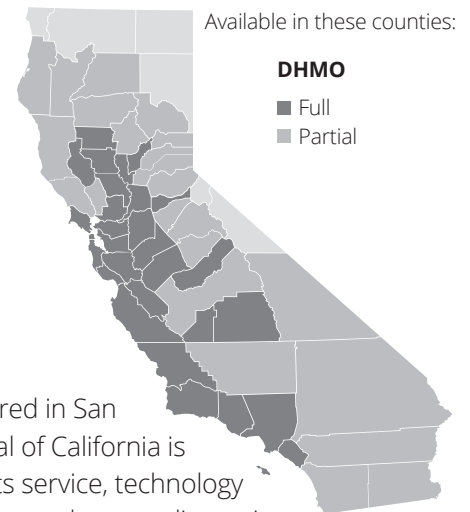 Available in these counties:
DHMO
Full
Partial
red in San
al of California is
ts service, technology